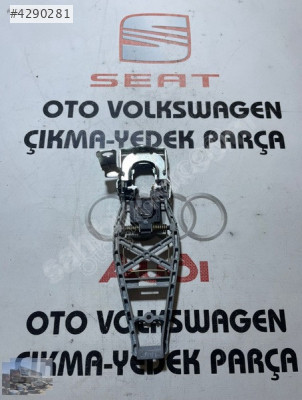 #4290281
SEAT
OTO VOLKSWAGEN
ÇIKMA-YEDEK PARÇA
AUDI
OTO VOLKSWAGEN
ÇIKMA-YEDEK PARÇA